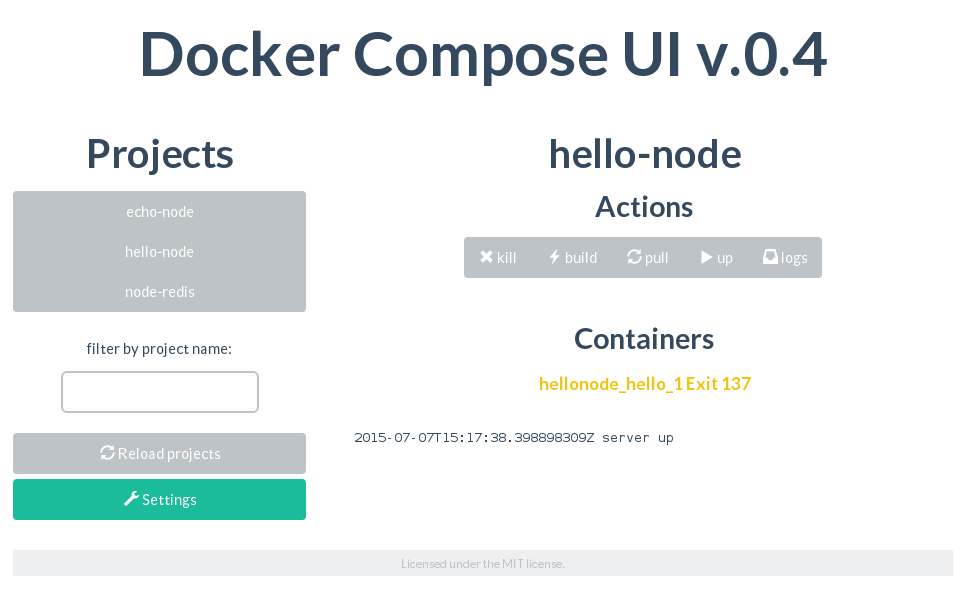 Docker Compose UI v.0.4
Projects
echo-node
hello-node
node-redis
filter by project name:
Reload projects
Settings
hello-node
Actions
kill build pull up logs
Containers
hellonode_hello_1 Exit 137
2015-07-07T15:17:38.398898309Z server up
Licensed under the MIT license.